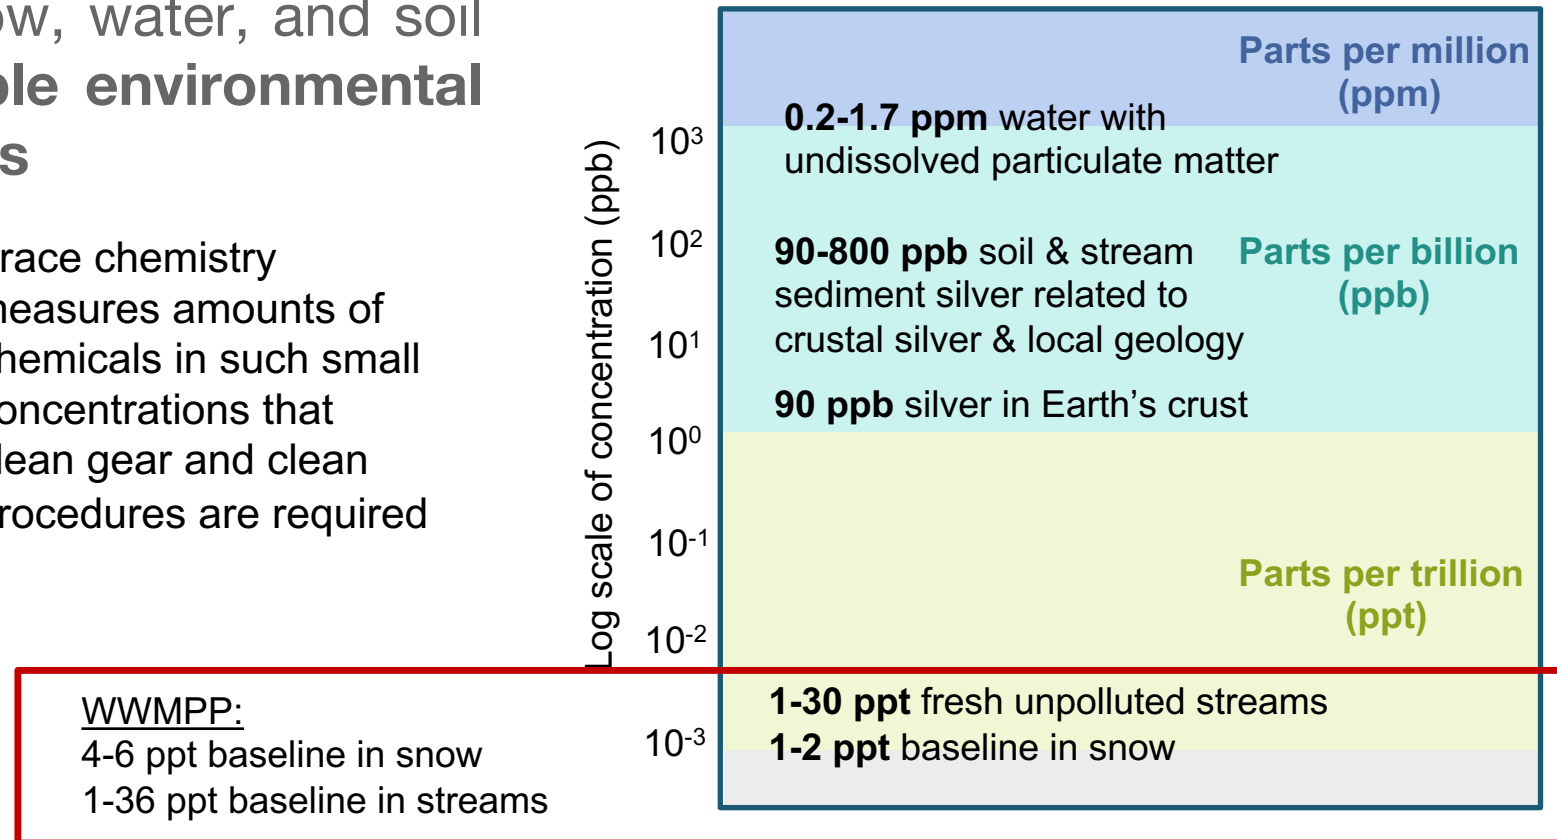 ow, water, and soil
ple environmental
s
race chemistry
measures amounts of
hemicals in such small
oncentrations that
lean gear and clean
rocedures are required
Log scale of concentration (ppb)
10³
10²
10¹
10⁰
10⁻¹
10⁻²
10⁻³
Parts per million
(ppm)
0.2-1.7 ppm water with
undissolved particulate matter
90-800 ppb soil & stream
sediment silver related to
crustal silver & local geology
Parts per billion
(ppb)
90 ppb silver in Earth’s crust
Parts per trillion
(ppt)
1-30 ppt fresh unpolluted streams
1-2 ppt baseline in snow
WWMPP:
4-6 ppt baseline in snow
1-36 ppt baseline in streams